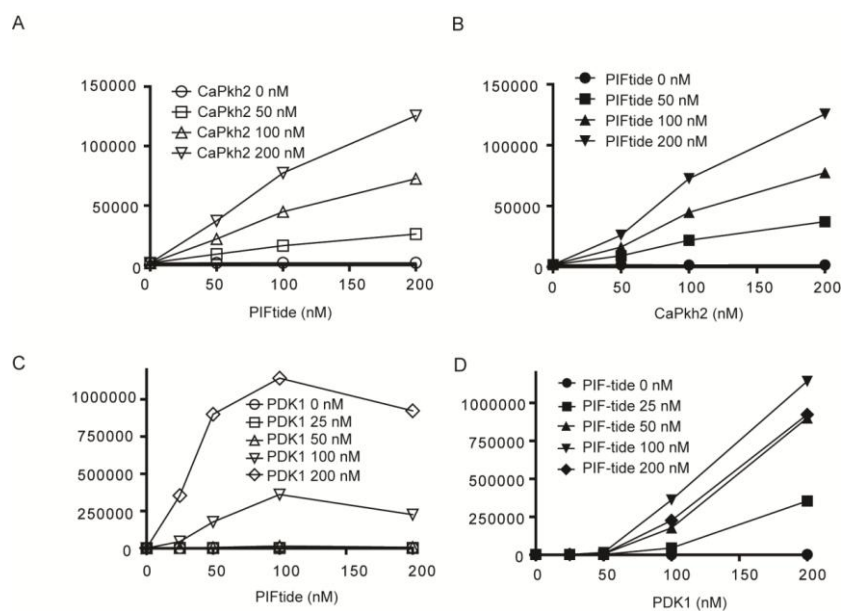 A
150000
100000
50000
0
CaPkh2 0 nM
CaPkh2 50 nM
CaPkh2 100 nM
CaPkh2 200 nM
0 50 100 150 200
PIFtide (nM)
B
150000
100000
50000
0
PIFtide 0 nM
PIFtide 50 nM
PIFtide 100 nM
PIFtide 200 nM
0 50 100 150 200
CaPkh2 (nM)
C
1000000
750000
500000
250000
0
PDK1 0 nM
PDK1 25 nM
PDK1 50 nM
PDK1 100 nM
PDK1 200 nM
0 50 100 150 200
PIFtide (nM)
D
1000000
750000
500000
250000
0
PIF-tide 0 nM
PIF-tide 25 nM
PIF-tide 50 nM
PIF-tide 100 nM
PIF-tide 200 nM
0 50 100 150 200
PDK1 (nM)